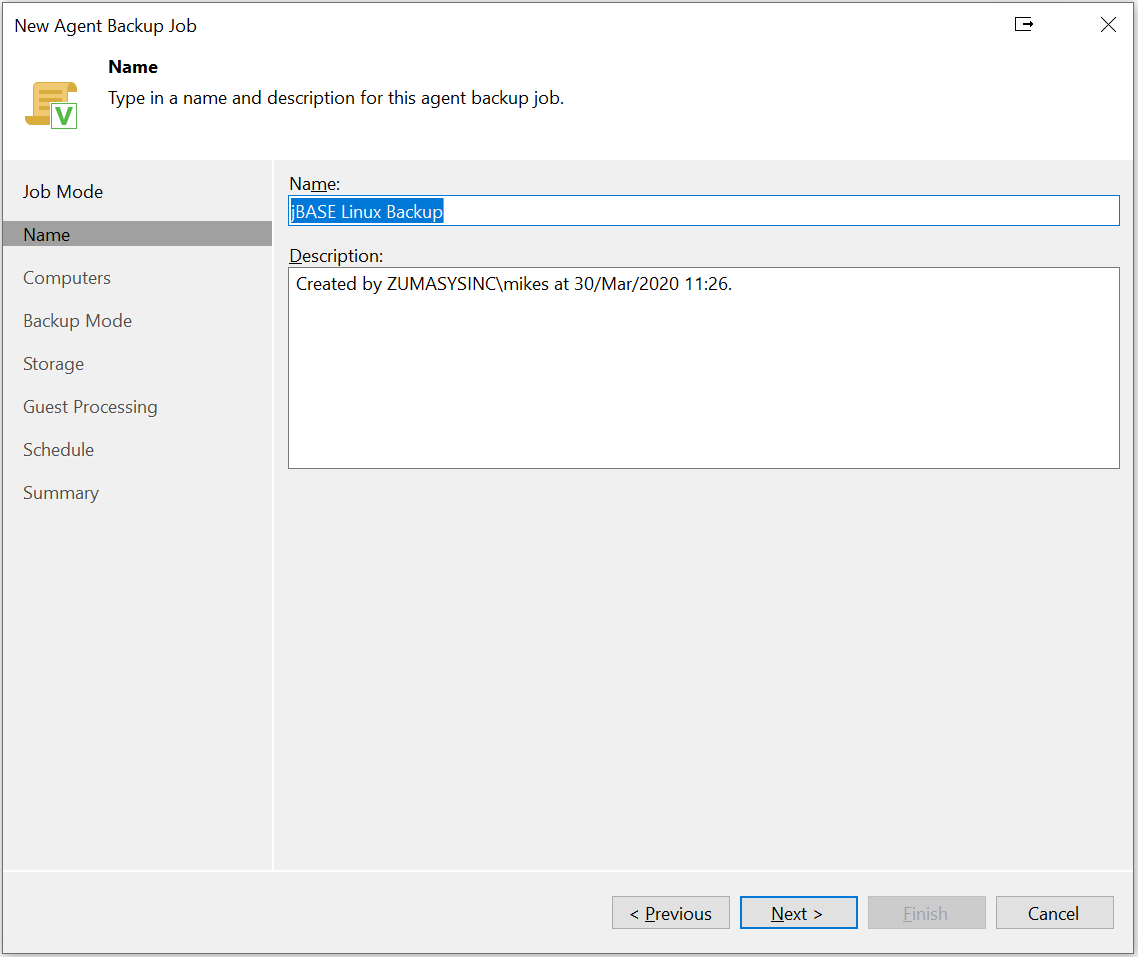 New Agent Backup Job
Name
Type in a name and description for this agent backup job.
V
Job Mode
Name
Computers
Backup Mode
Storage
Guest Processing
Schedule
Summary
Name:
jBASE Linux Backup
Description:
Created by ZUMASYSINC\mikes at 30/Mar/2020 11:26.
< Previous
Next >
Finish
Cancel